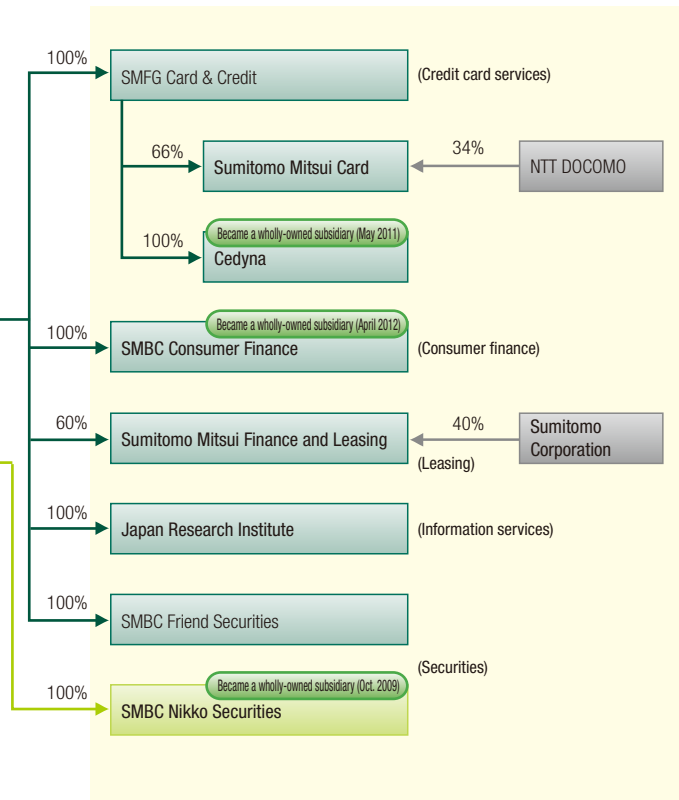 100%
SMFG Card & Credit
(Credit card services)
66%
Sumitomo Mitsui Card
34%
NTT DOCOMO
100%
Became a wholly-owned subsidiary (May 2011)
Cedyna
100%
Became a wholly-owned subsidiary (April 2012)
SMBC Consumer Finance
(Consumer finance)
60%
Sumitomo Mitsui Finance and Leasing
40%
Sumitomo
Corporation
(Leasing)
100%
Japan Research Institute
(Information services)
100%
SMBC Friend Securities
(Securities)
100%
Became a wholly-owned subsidiary (Oct. 2009)
SMBC Nikko Securities